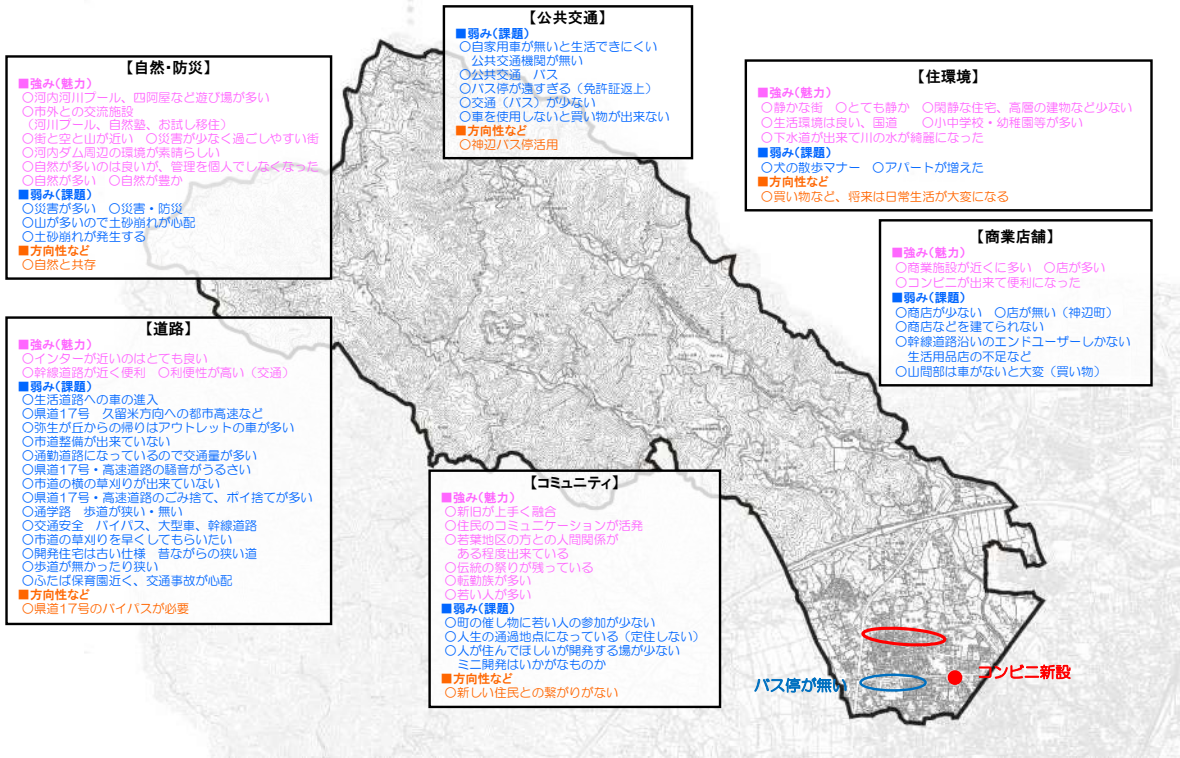 【公共交通】
■弱み(課題)
○自家用車が無いと生活できにくい
公共交通機関が無い
○公共交通　バス
○バス停が遠すぎる（免許証返上）
○交通（バス）が少ない
○車を使用しないと買い物が出来ない
■方向性など
○神辺バス停活用
【自然・防災】
■強み(魅力)
○河内河川プール、四阿屋など遊び場が多い
○市外との交流施設
（河川プール、自然塾、お試し移住）
○街と空と山が近い　○災害が少なく過ごしやすい街
○河内ダム周辺の環境が素晴らしい
○自然が多いのは良いが、管理を個人でしなくなった
○自然が多い　○自然が豊か
■弱み(課題)
○災害が多い　○災害・防災
○山が多いので土砂崩れが心配
○土砂崩れが発生する
■方向性など
○自然と共存
【住環境】
■強み(魅力)
○静かな街　○とても静か　○閑静な住宅、高層の建物など少ない
○生活環境は良い、国道　○小中学校・幼稚園等が多い
○下水道が出来て川の水が綺麗になった
■弱み(課題)
○犬の散歩マナー　○アパートが増えた
■方向性など
○買い物など、将来は日常生活が大変になる
【商業店舗】
■強み(魅力)
○商業施設が近くに多い　○店が多い
○コンビニが出来て便利になった
■弱み(課題)
○商店が少ない　○店が無い（神辺町）
○商店などを建てられない
○幹線道路沿いのエンドユーザーしかない
生活用品店の不足など
○山間部は車がないと大変（買い物）
【道路】
■強み(魅力)
○インターが近いのはとても良い
○幹線道路が近く便利　○利便性が高い（交通）
■弱み(課題)
○生活道路への車の進入
○県道17号　久留米方向への都市高速など
○弥生が丘からの帰りはアウトレットの車が多い
○市道整備が出来ていない
○通勤道路になっているので交通量が多い
○県道17号・高速道路の騒音がうるさい
○市道の横の草刈りが出来ていない
○県道17号・高速道路のごみ捨て、ポイ捨てが多い
○通学路　歩道が狭い・無い
○交通安全　バイパス、大型車、幹線道路
○市道の草刈りを早くしてもらいたい
○開発住宅は古い仕様　昔ながらの狭い道
○歩道が無かったり狭い
○ふたば保育園近く、交通事故が心配
■方向性など
○県道17号のバイパスが必要
【コミュニティ】
■強み(魅力)
○新旧が上手く融合
○住民のコミュニケーションが活発
○若葉地区の方との人間関係が
ある程度出来ている
○伝統の祭りが残っている
○転勤族が多い
○若い人が多い
■弱み(課題)
○町の催し物に若い人の参加が少ない
○人生の通過地点になっている（定住しない）
○人が住んでほしいが開発する場が少ない
ミニ開発はいかがなものか
■方向性など
○新しい住民との繋がりがない
コンビニ新設
バス停が無い